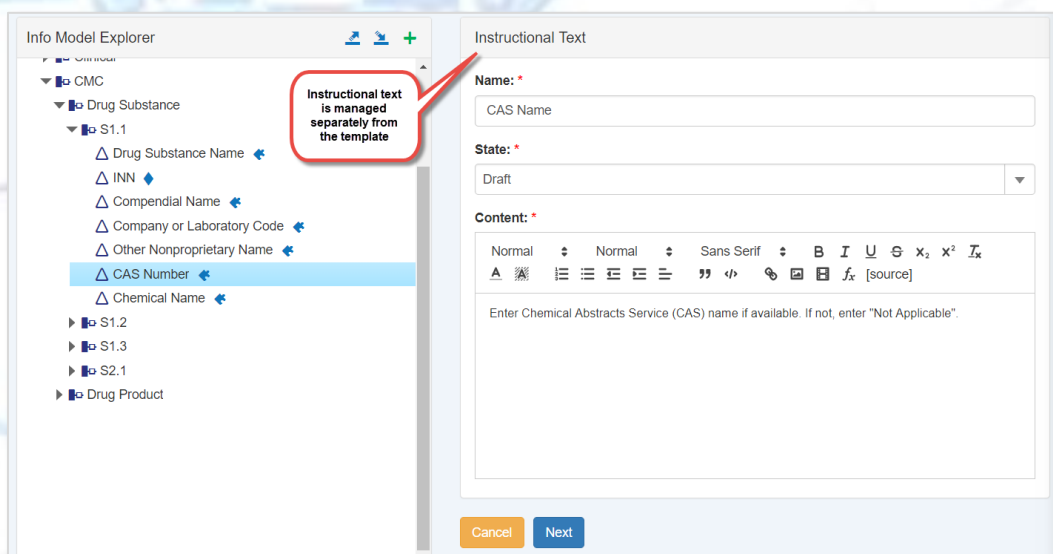 Info Model Explorer
Clinical
CMC
Drug Substance
S1.1
Drug Substance Name
INN
Compendial Name
Company or Laboratory Code
Other Nonproprietary Name
CAS Number
Chemical Name
S1.2
S1.3
S2.1
Drug Product
Instructional text
is managed
separately from
the template
Instructional Text
Name: *
CAS Name
State: *
Draft
Content: *
Normal Normal Sans Serif B I U S x₂ x² Tx
A A fx [source]
Enter Chemical Abstracts Service (CAS) name if available. If not, enter "Not Applicable".
Cancel Next